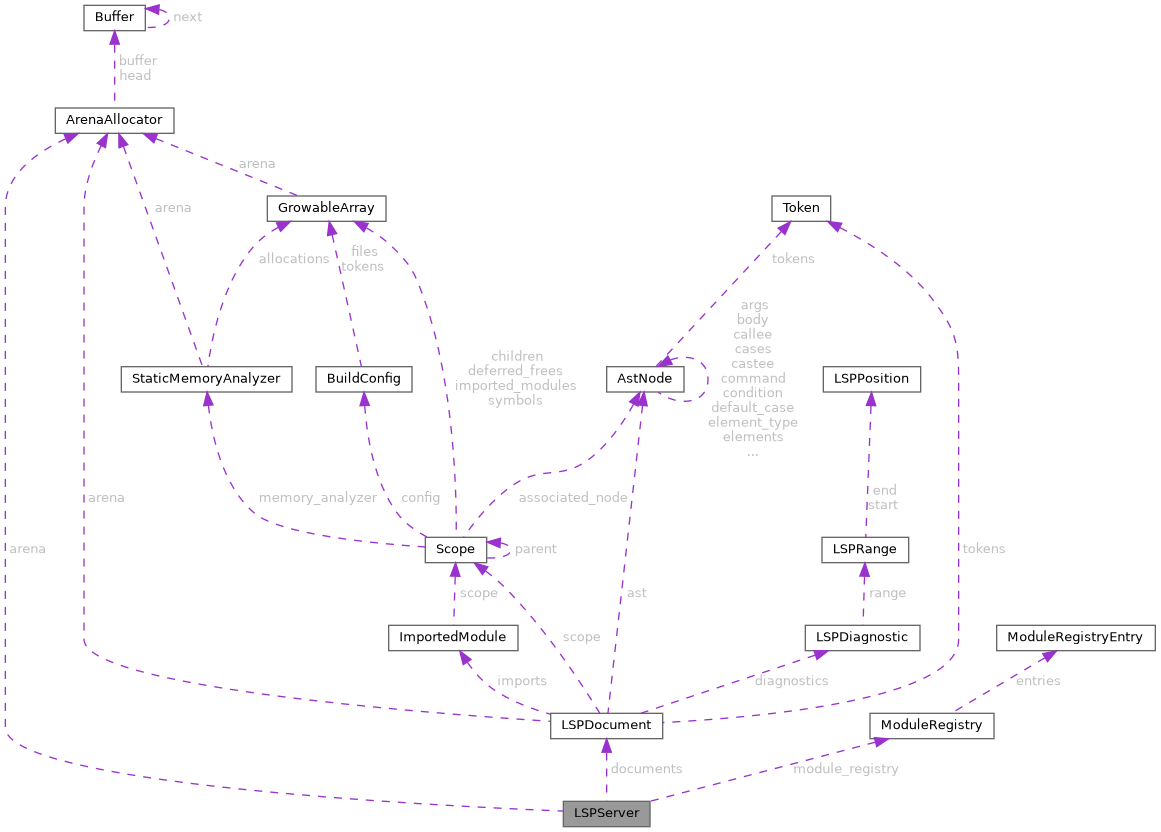 Buffer
next
buffer
head
ArenaAllocator
arena
GrowableArray
Token
arena
allocations
files
tokens
tokens
args
body
callee
cases
castee
command
condition
default_case
element_type
elements
...
children
deferred_frees
imported_modules
symbols
StaticMemoryAnalyzer
BuildConfig
AstNode
LSPPosition
arena
memory_analyzer
config
associated_node
end
start
arena
Scope
parent
LSPRange
tokens
scope
ast
range
ImportedModule
scope
LSPDiagnostic
ModuleRegistryEntry
imports
diagnostics
entries
LSPDocument
ModuleRegistry
documents
module_registry
LSPServer